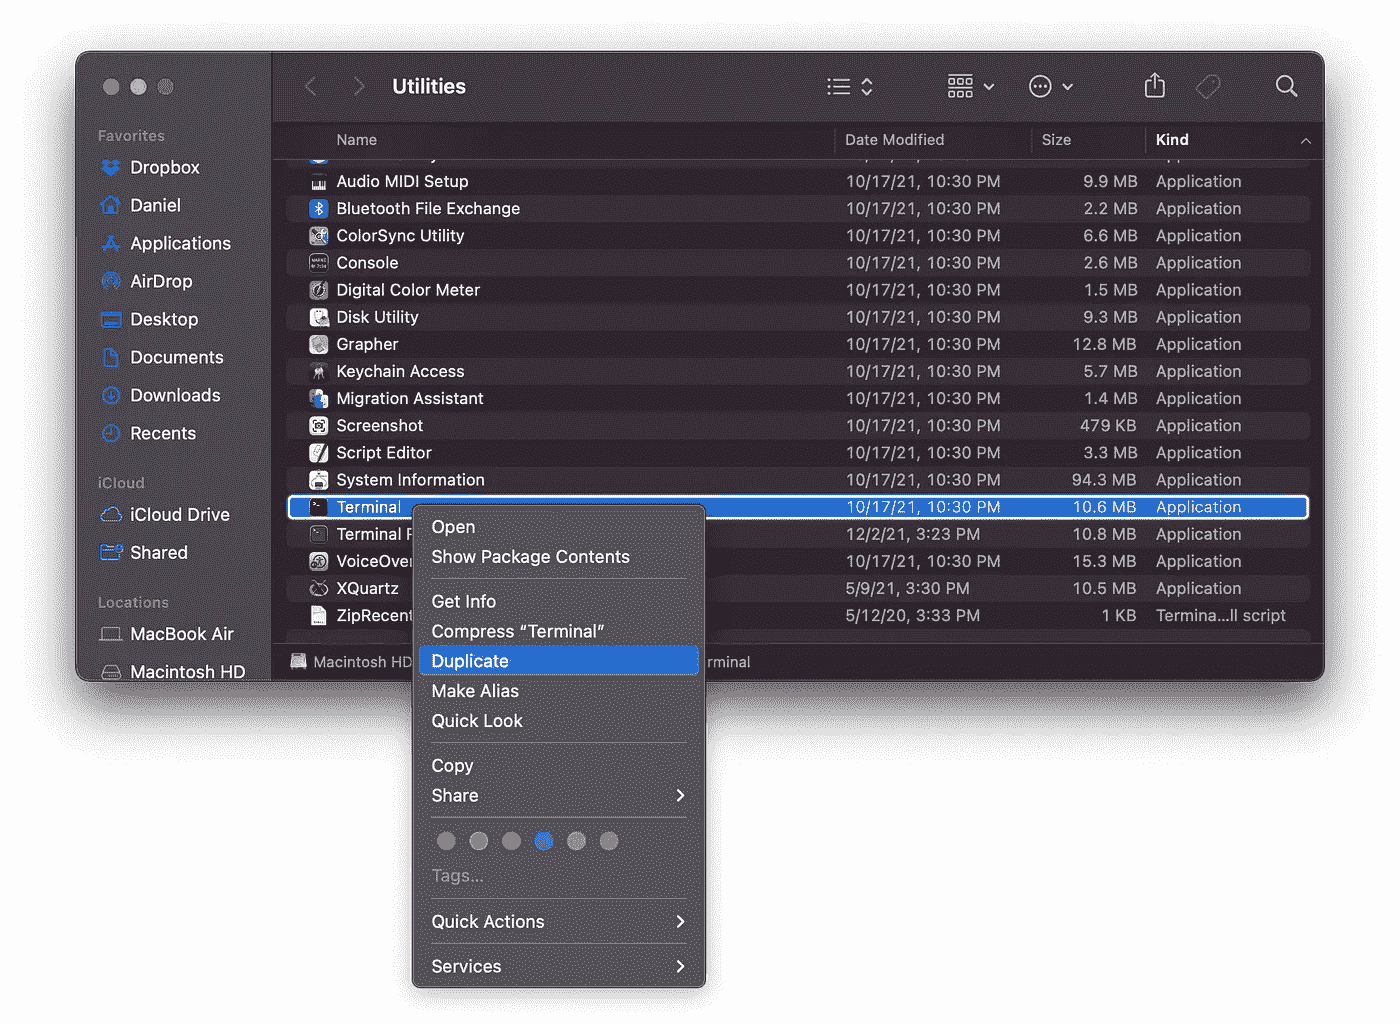 Utilities
Favorites
Dropbox
Daniel
Applications
AirDrop
Desktop
Documents
Downloads
Recents
iCloud
iCloud Drive
Shared
Locations
MacBook Air
Macintosh HD
Name Date Modified Size Kind
Audio MIDI Setup 10/17/21, 10:30 PM 9.9 MB Application
Bluetooth File Exchange 10/17/21, 10:30 PM 2.2 MB Application
ColorSync Utility 10/17/21, 10:30 PM 6.6 MB Application
Console 10/17/21, 10:30 PM 2.6 MB Application
Digital Color Meter 10/17/21, 10:30 PM 1.5 MB Application
Disk Utility 10/17/21, 10:30 PM 9.3 MB Application
Grapher 10/17/21, 10:30 PM 12.8 MB Application
Keychain Access 10/17/21, 10:30 PM 5.7 MB Application
Migration Assistant 10/17/21, 10:30 PM 1.4 MB Application
Screenshot 10/17/21, 10:30 PM 479 KB Application
Script Editor 10/17/21, 10:30 PM 3.3 MB Application
System Information 10/17/21, 10:30 PM 94.3 MB Application
Terminal 10/17/21, 10:30 PM 10.6 MB Application
Terminal 12/2/21, 3:23 PM 10.8 MB Application
VoiceOver 10/17/21, 10:30 PM 15.3 MB Application
XQuartz 5/9/21, 3:30 PM 10.5 MB Application
ZipRecent 5/12/20, 3:33 PM 1 KB Termina...ll script
Macintosh HD rminal
Open
Show Package Contents
Get Info
Compress “Terminal”
Duplicate
Make Alias
Quick Look
Copy
Share
Tags...
Quick Actions
Services